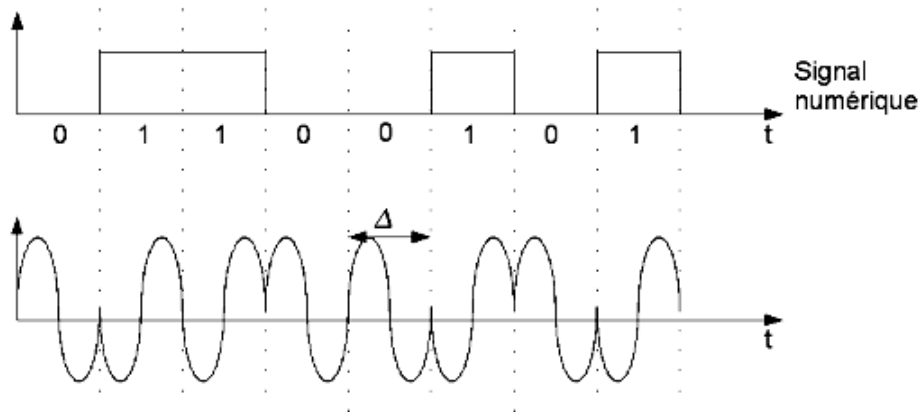 Signal
numérique
0 1 1 0 0 1 0 1 t
Δ
t